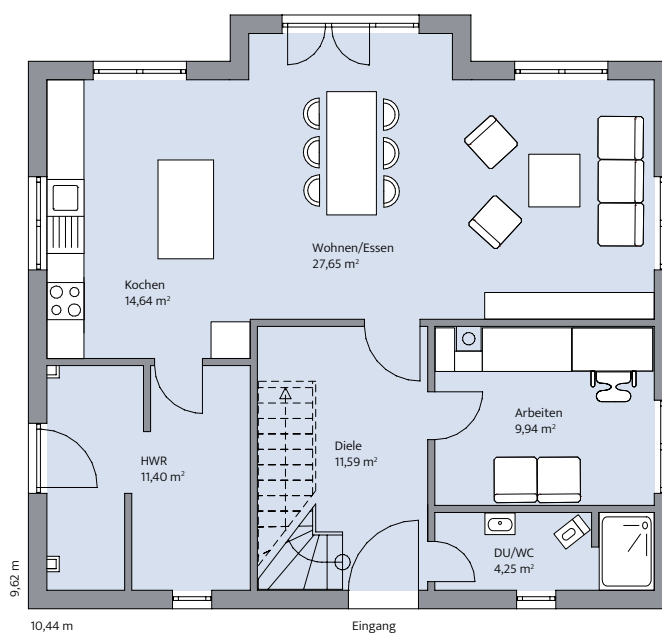 Wohnen/Essen
27,65 m²
Kochen
14,64 m²
Arbeiten
9,94 m²
Diele
11,59 m²
HWR
11,40 m²
DU/WC
4,25 m²
9,62 m
10,44 m
Eingang